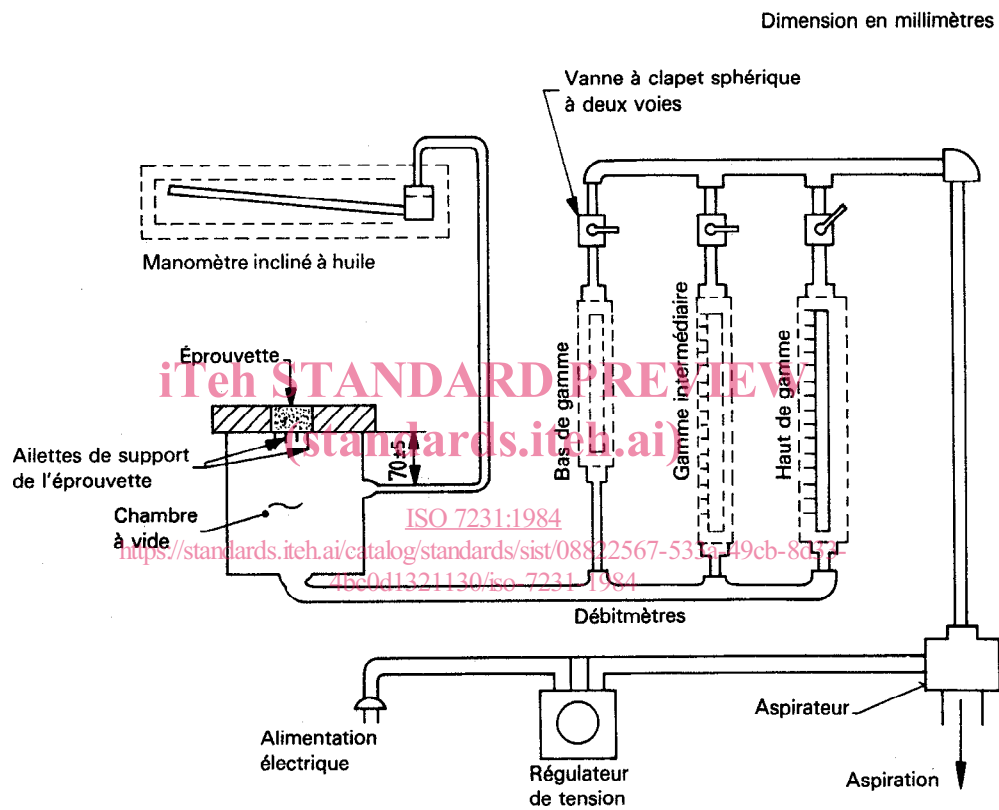 Dimension en millimètres
Vanne à clapet sphérique
à deux voies
Manomètre incliné à huile
Éprouvette
Bas de gamme
Gamme intermédiaire
Haut de gamme
iTeh STANDARD PREVIEW
(standards.iteh.ai)
70±5
Ailettes de support
de l'éprouvette
Chambre
à vide
ISO 7231:1984
https://standards.iteh.ai/catalog/standards/sist/08822567-533a-49cb-8d33-
4bc0d1321130/iso-7231-1984
Débitmètres
Alimentation
électrique
Régulateur
de tension
Aspirateur
Aspiration